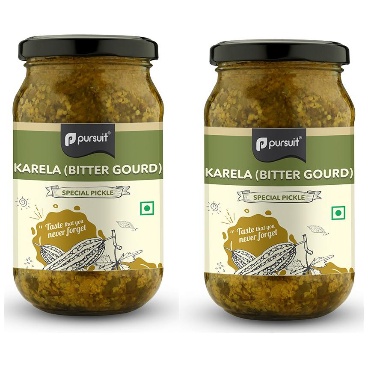 pursuit
KARELA (BITTER GOURD)
SPECIAL PICKLE
"Taste that you
never forget
pursuit
KARELA (BITTER GOURD)
SPECIAL PICKLE
"Taste that you
never forget